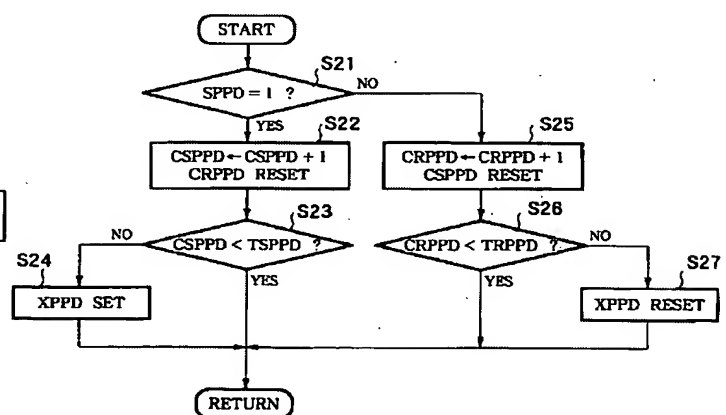 START
S21
SPPD = 1 ?
NO
YES
S22
CSPPD ← CSPPD + 1
CRPPD RESET
S25
CRPPD ← CRPPD + 1
CSPPD RESET
S23
CSPPD < TSPPD ?
NO
YES
S26
CRPPD < TRPPD ?
NO
YES
S24
XPPD SET
S27
XPPD RESET
RETURN